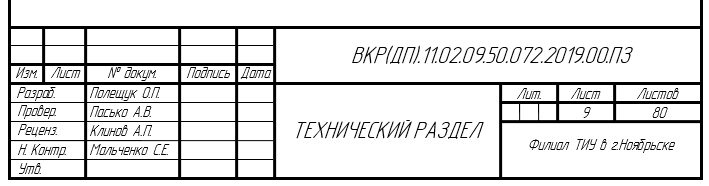 ВКР(ДП).11.02.09.50.072.2019.00.ПЗ
Изм. Лист № докум. Подпись Дата
Разраб. Полещук О.П.
Провер. Пасько А.В.
Реценз. Клинов А.П.
Н. Контр. Мальченко С.Е.
Утв.
ТЕХНИЧЕСКИЙ РАЗДЕЛ
Лит. Лист Листов
9 80
Филиал ТИУ в г.Ноябрьске